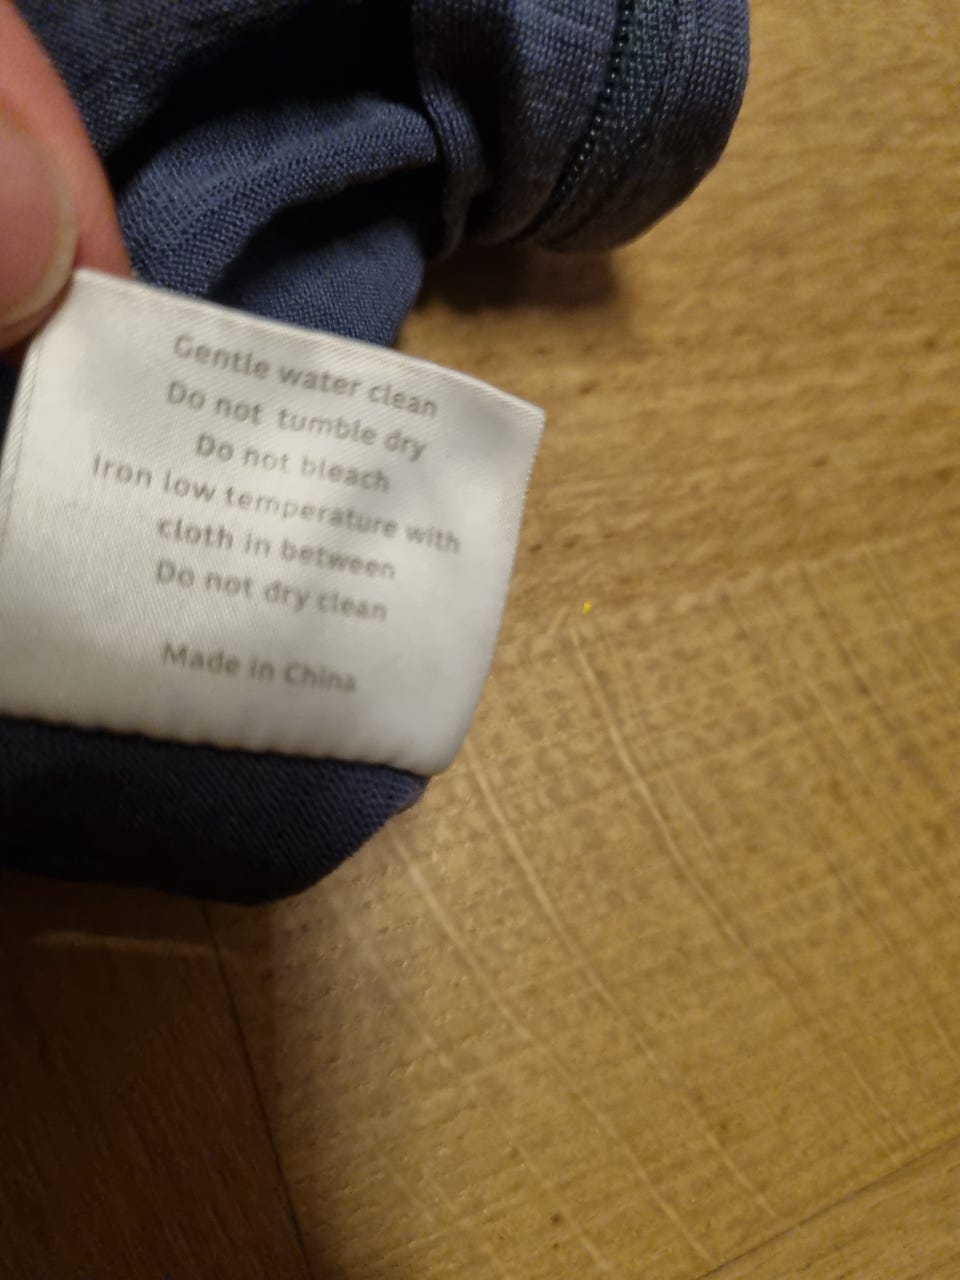 Gentle water clean
Do not tumble dry
Do not bleach
Iron low temperature with
cloth in between
Do not dry clean
Made in China